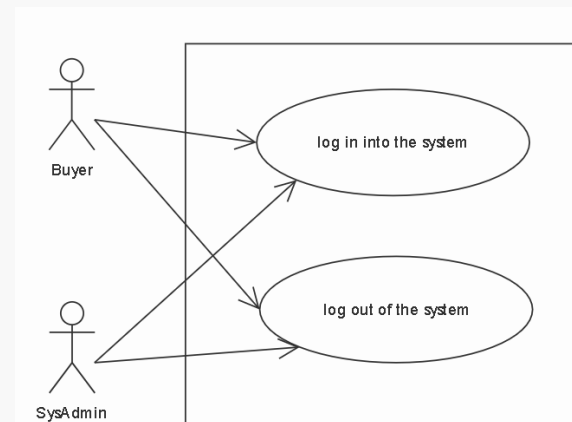 log in into the system
Buyer
log out of the system
SysAdmin